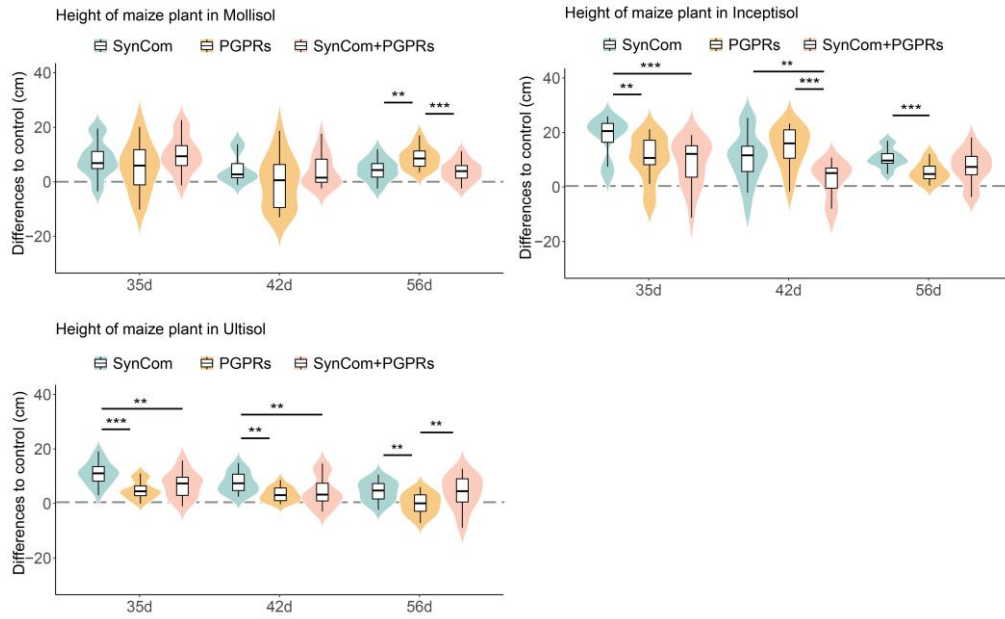 Height of maize plant in Mollisol
SynCom PGPRs SynCom+PGPRs
Differences to control (cm)
40
20
0
−20
** ***
35d 42d 56d
Height of maize plant in Inceptisol
SynCom PGPRs SynCom+PGPRs
Differences to control (cm)
40
20
0
−20
*** **
** *** ***
35d 42d 56d
Height of maize plant in Ultisol
SynCom PGPRs SynCom+PGPRs
Differences to control (cm)
40
20
0
−20
** **
*** ** ** **
35d 42d 56d